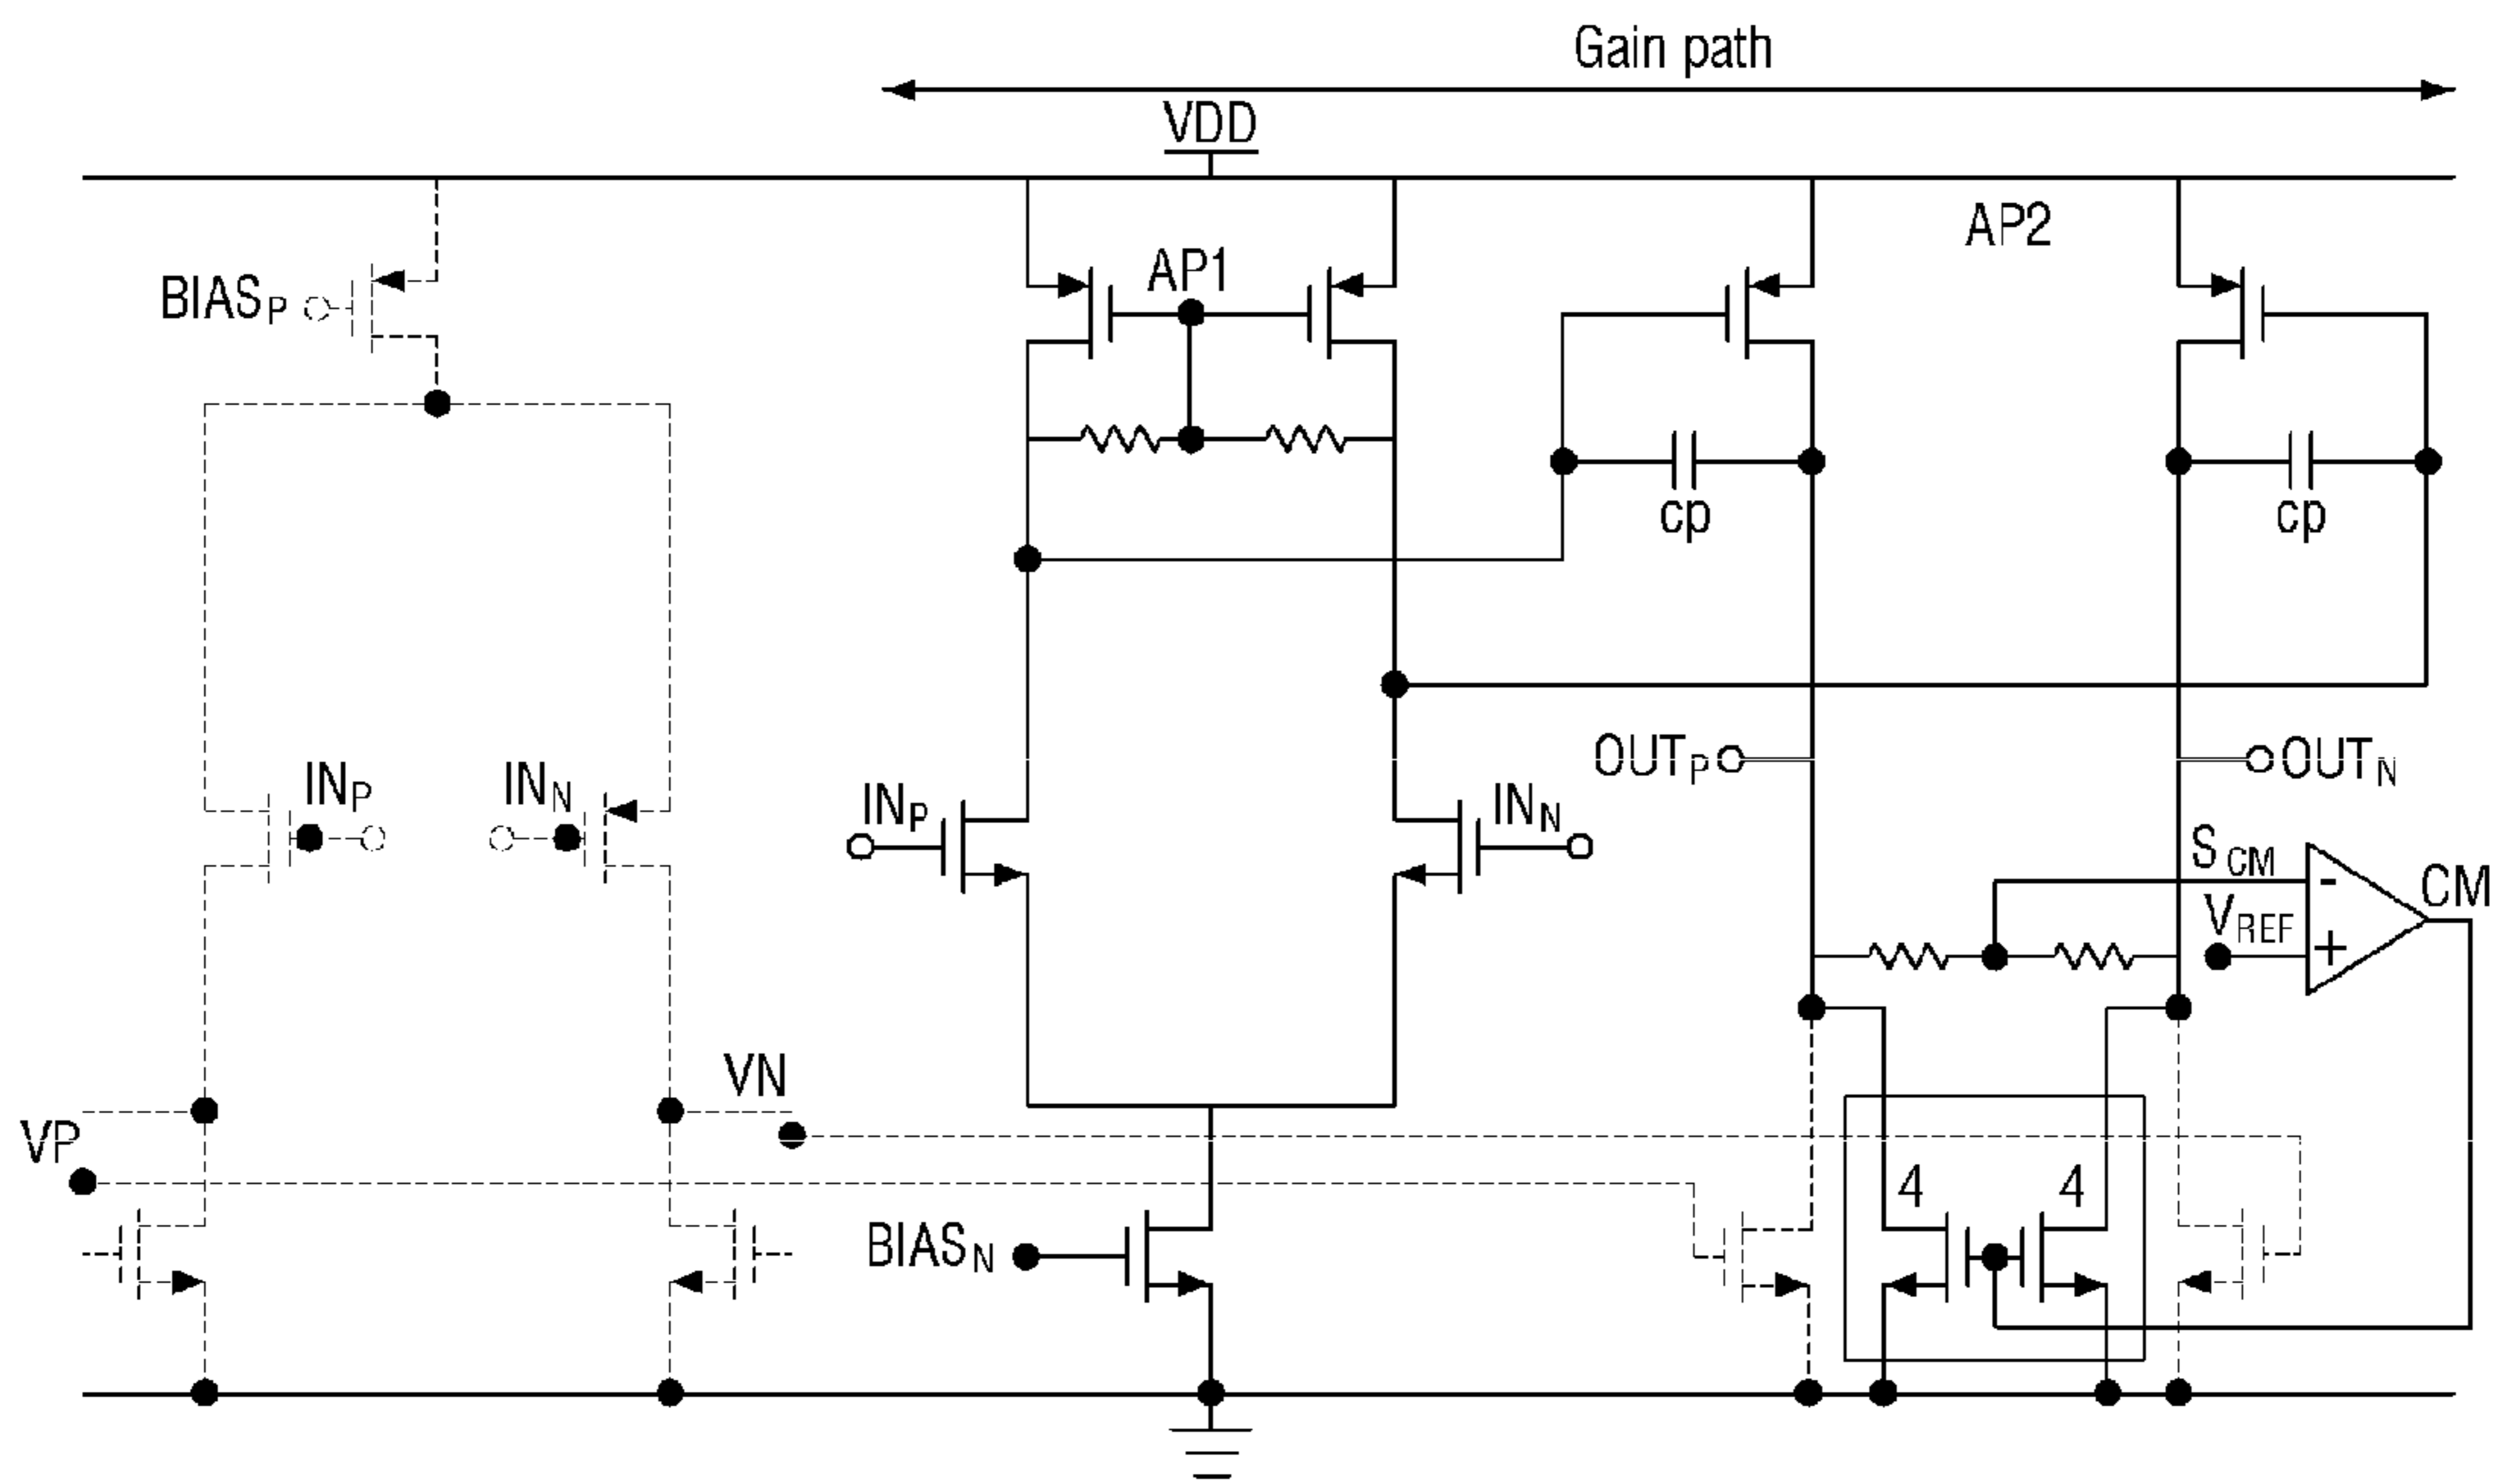 Gain path
VDD
AP2
AP1
BIASP
cp
cp
INP
INN
INP
INN
OUTP
OUTN
SCM
CM
VREF
-
+
VN
VP
4
4
BIASN